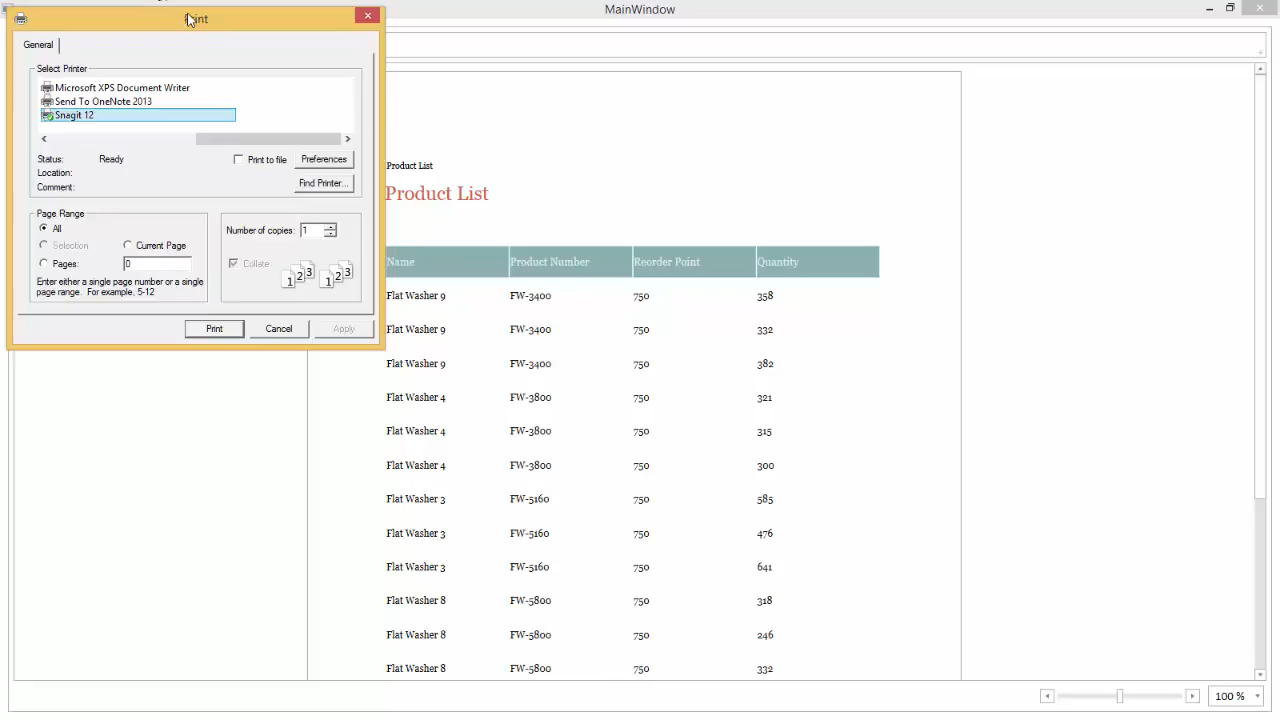 MainWindow
Print
General
Select Printer
Microsoft XPS Document Writer
Send To OneNote 2013
Snagit 12
Status: Ready
Print to file
Preferences
Location:
Comment:
Find Printer...
Page Range
All
Selection
Current Page
Pages:
0
Enter either a single page number or a single
page range. For example, 5-12
Number of copies:
1
Collate
1 2 3 1 2 3
Print
Cancel
Apply
Product List
Product List
Name Product Number Reorder Point Quantity
Flat Washer 9 FW-3400 750 358
Flat Washer 9 FW-3400 750 332
Flat Washer 9 FW-3400 750 382
Flat Washer 4 FW-3800 750 321
Flat Washer 4 FW-3800 750 315
Flat Washer 4 FW-3800 750 300
Flat Washer 3 FW-5160 750 585
Flat Washer 3 FW-5160 750 476
Flat Washer 3 FW-5160 750 641
Flat Washer 8 FW-5800 750 318
Flat Washer 8 FW-5800 750 246
Flat Washer 8 FW-5800 750 332
100 %